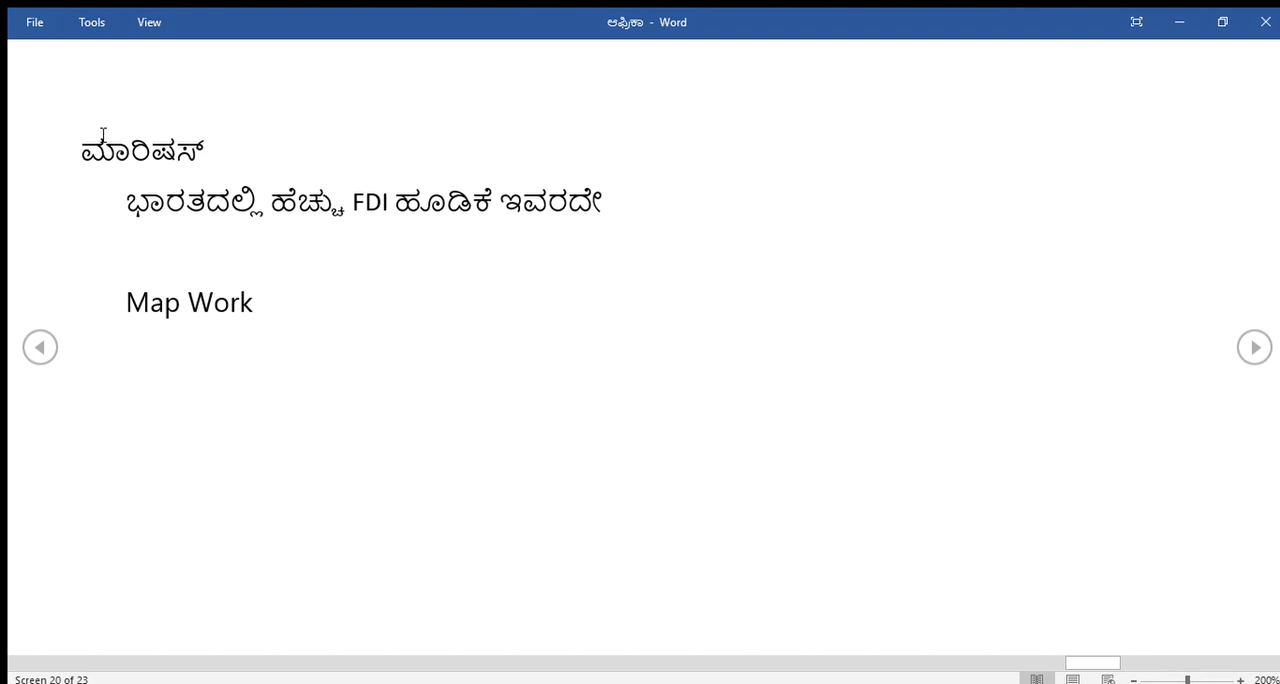 File Tools View ಆಫ್ರಿಕಾ - Word
ಮಾರಿಷಸ್
ಭಾರತದಲ್ಲಿ ಹೆಚ್ಚು FDI ಹೂಡಿಕೆ ಇವರದೇ
Map Work
Screen 20 of 23 200%